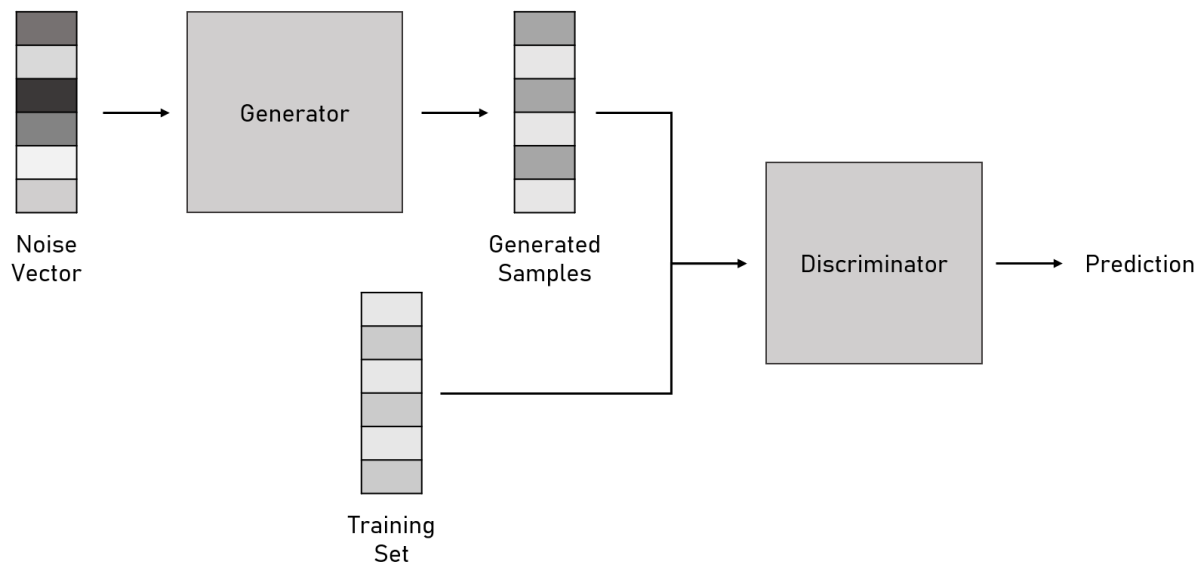 Generator
Noise
Vector
Generated
Samples
Discriminator
Prediction
Training
Set